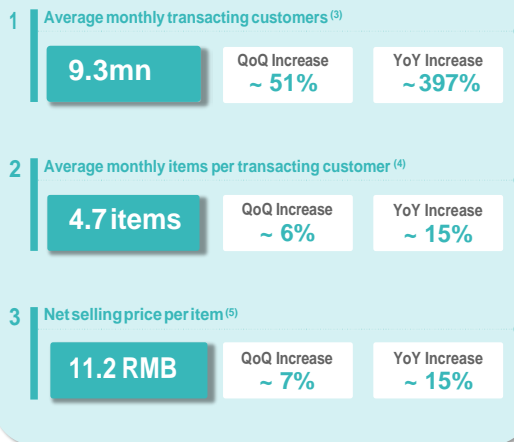 1 Average monthly transacting customers (3)
9.3mn QoQ Increase YoY Increase
~ 51% ~397%
2 Average monthly items per transacting customer (4)
4.7 items QoQ Increase YoY Increase
~ 6% ~ 15%
3 Net selling price per item (5)
11.2 RMB QoQ Increase YoY Increase
~ 7% ~ 15%